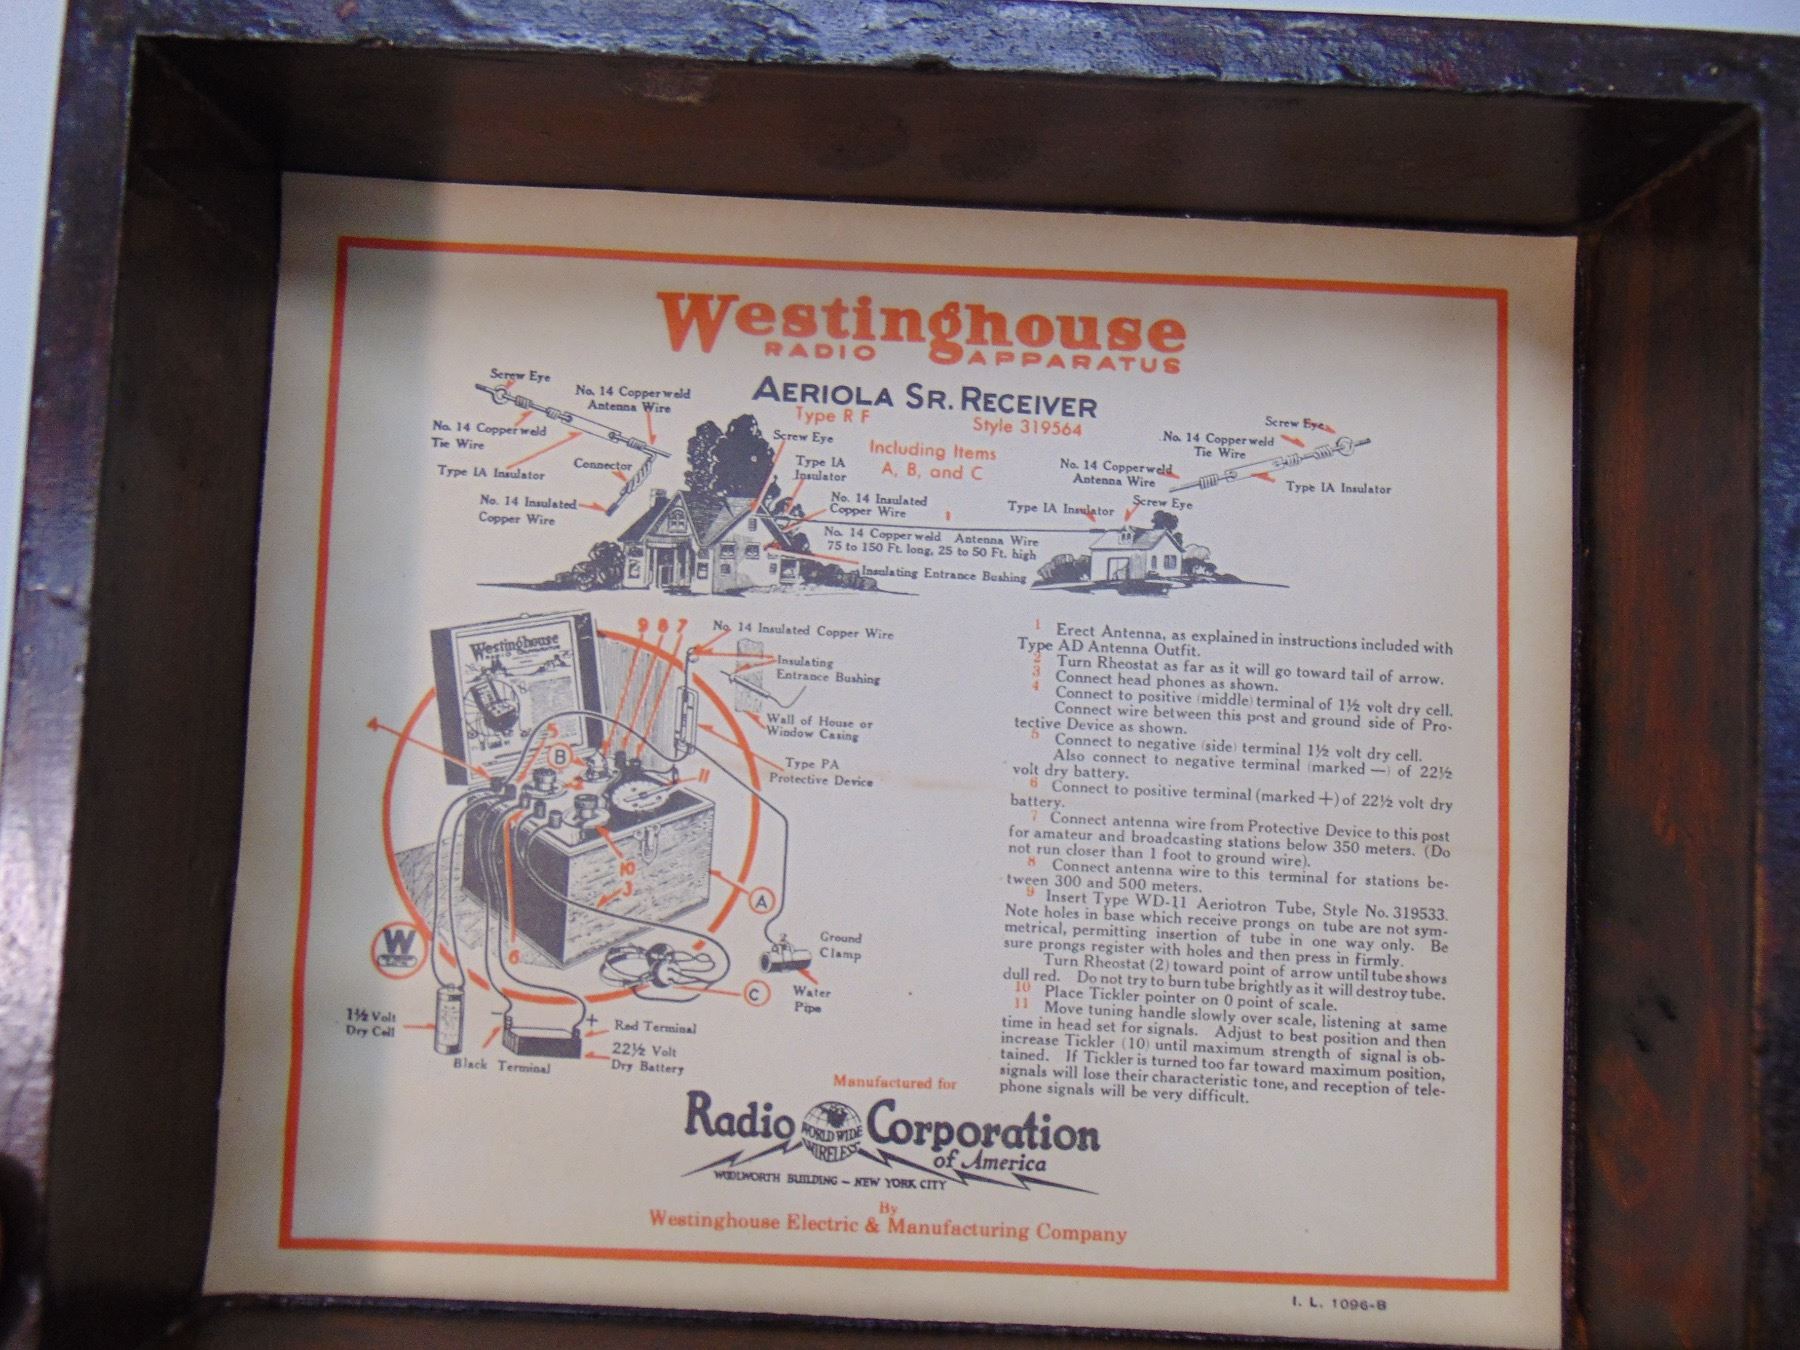 Westinghouse
RADIO APPARATUS
AERIOLA SR. RECEIVER
Type R F Style 319564
Including Items
A, B, and C
Screw Eye
No. 14 Copperweld
Antenna Wire
No. 14 Copperweld
Tie Wire
Type IA Insulator
Connector
No. 14 Insulated
Copper Wire
Screw Eye
Type IA
Insulator
No. 14 Insulated
Copper Wire
1
No. 14 Copperweld Antenna Wire
75 to 150 Ft. long, 25 to 50 Ft. high
Insulating Entrance Bushing
Type IA Insulator
Screw Eye
Screw Eye
No. 14 Copperweld
Tie Wire
No. 14 Copperweld
Antenna Wire
Type IA Insulator
Westinghouse
9 8 7
No. 14 Insulated Copper Wire
Insulating
Entrance Bushing
Wall of House or
Window Casing
Type PA
Protective Device
4
5
B
2
11
10
3
A
W
6
C
2
Ground
Clamp
Water
Pipe
1½ Volt
Dry Cell
−
+
Red Terminal
22½ Volt
Dry Battery
Black Terminal
1 Erect Antenna, as explained in instructions included with
Type AD Antenna Outfit.
2 Turn Rheostat as far as it will go toward tail of arrow.
3 Connect head phones as shown.
4 Connect to positive (middle) terminal of 1½ volt dry cell.
Connect wire between this post and ground side of Pro-
tective Device as shown.
5 Connect to negative (side) terminal 1½ volt dry cell.
Also connect to negative terminal (marked —) of 22½
volt dry battery.
6 Connect to positive terminal (marked +) of 22½ volt dry
battery.
7 Connect antenna wire from Protective Device to this post
for amateur and broadcasting stations below 350 meters. (Do
not run closer than 1 foot to ground wire).
8 Connect antenna wire to this terminal for stations be-
tween 300 and 500 meters.
9 Insert Type WD-11 Aeriotron Tube, Style No. 319533.
Note holes in base which receive prongs on tube are not sym-
metrical, permitting insertion of tube in one way only. Be
sure prongs register with holes and then press in firmly.
Turn Rheostat (2) toward point of arrow until tube shows
dull red. Do not try to burn tube brightly as it will destroy tube.
10 Place Tickler pointer on 0 point of scale.
11 Move tuning handle slowly over scale, listening at same
time in head set for signals. Adjust to best position and then
increase Tickler (10) until maximum strength of signal is ob-
tained. If Tickler is turned too far toward maximum position,
signals will lose their characteristic tone, and reception of tele-
phone signals will be very difficult.
Manufactured for
Radio Corporation
WORLD WIDE
WIRELESS
of America
WOOLWORTH BUILDING – NEW YORK CITY
By
Westinghouse Electric & Manufacturing Company
I. L. 1096-B